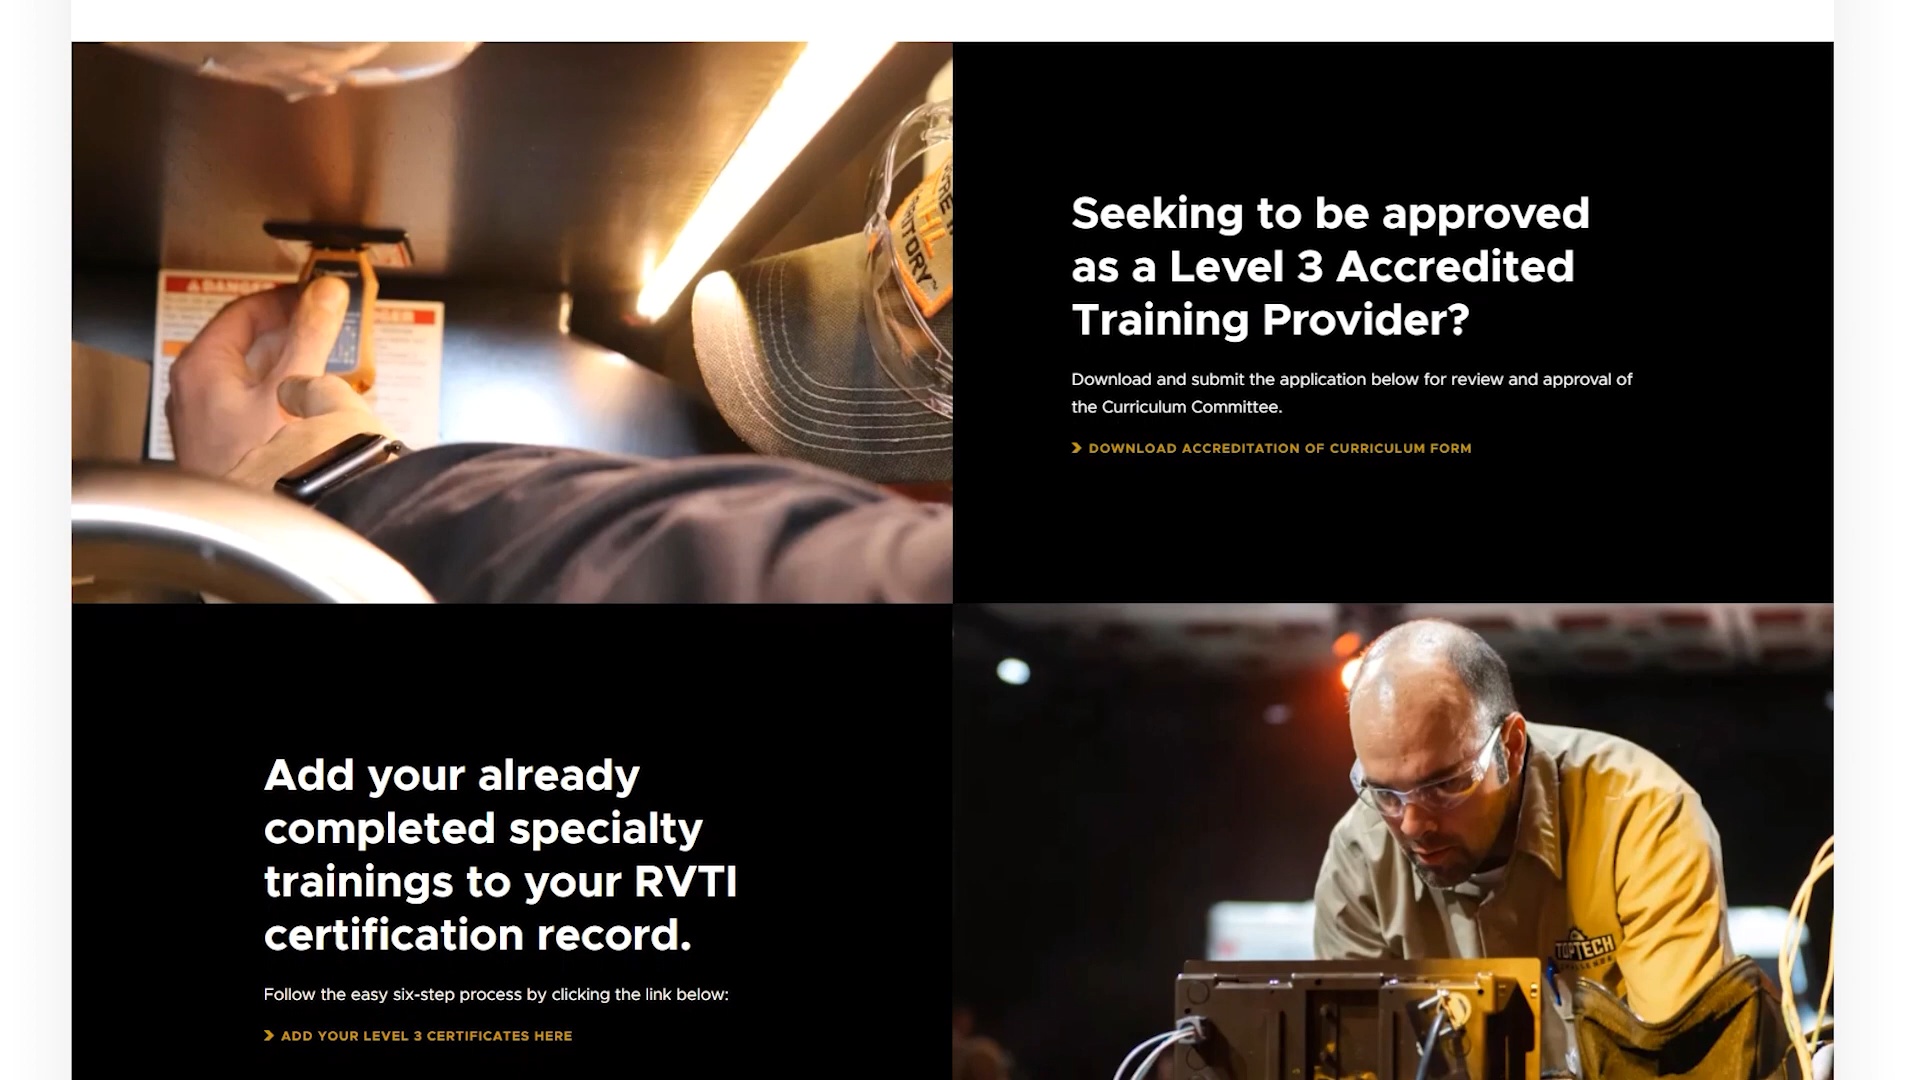 DANGER
ITORY
Seeking to be approved
as a Level 3 Accredited
Training Provider?
Download and submit the application below for review and approval of
the Curriculum Committee.
DOWNLOAD ACCREDITATION OF CURRICULUM FORM
Add your already
completed specialty
trainings to your RVTI
certification record.
Follow the easy six-step process by clicking the link below:
ADD YOUR LEVEL 3 CERTIFICATES HERE
TOPTECH